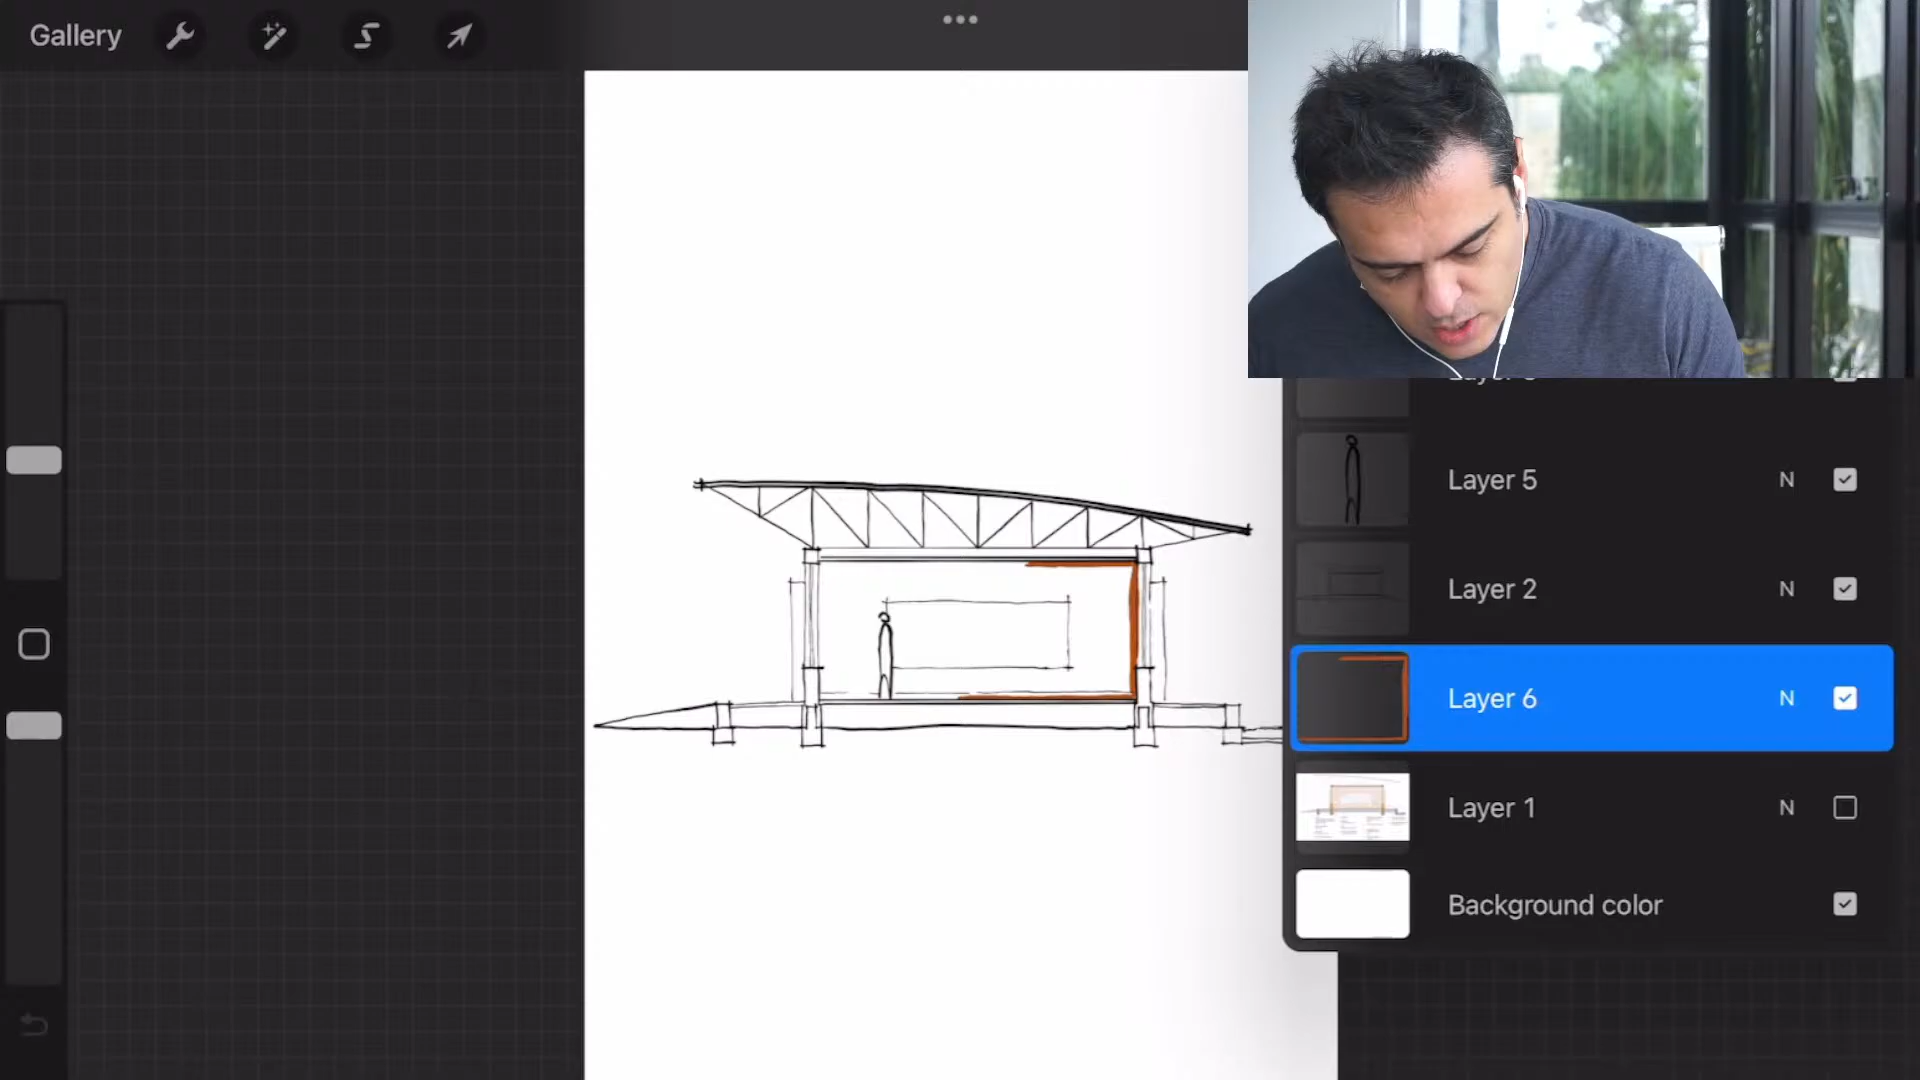 Gallery
Layer 5
N
Layer 2
N
Layer 6
N
Layer 1
N
Background color